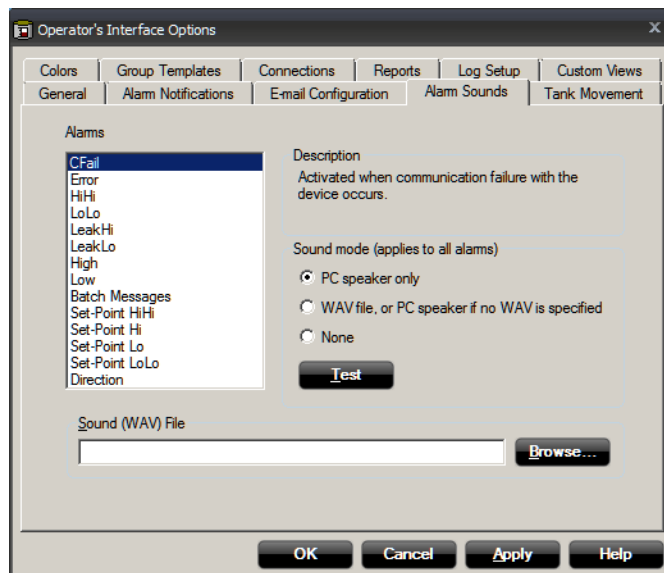 Operator's Interface Options
x
Colors Group Templates Connections Reports Log Setup Custom Views
General Alarm Notifications E-mail Configuration Alarm Sounds Tank Movement
Alarms
CFail
Error
HiHi
LoLo
LeakHi
LeakLo
High
Low
Batch Messages
Set-Point HiHi
Set-Point Hi
Set-Point Lo
Set-Point LoLo
Direction
Description
Activated when communication failure with the
device occurs.
Sound mode (applies to all alarms)
PC speaker only
WAV file, or PC speaker if no WAV is specified
None
Test
Sound (WAV) File
Browse...
OK Cancel Apply Help